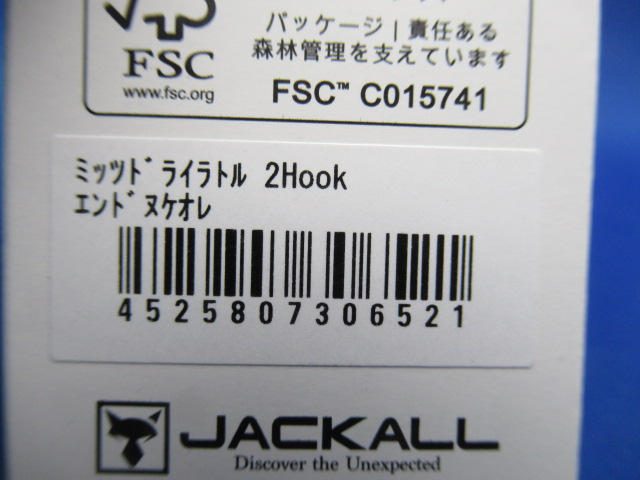 FSC
www.fsc.org
パッケージ | 責任ある
森林管理を支えています
FSC™ C015741
ﾐｯﾂﾄﾞﾗｲﾗﾄﾙ 2Hook
ｴﾝﾄﾞﾇｹｵﾚ
4525807306521
JACKALL
Discover the Unexpected